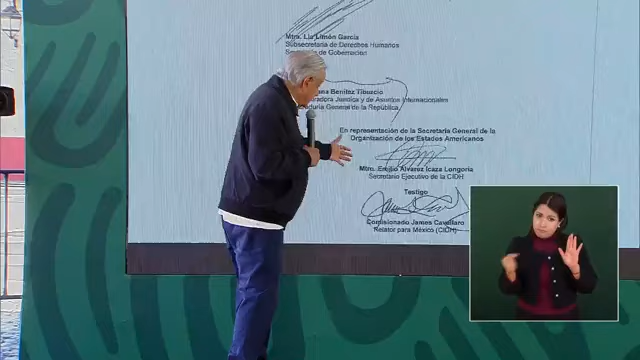 Mtra. Lía Limón García
Subsecretaria de Derechos Humanos
Secretaría de Gobernación
Benítez Tiburcio
Jurídica y de Asuntos Internacionales
General de la República
En representación de la Secretaría General de la
Organización de los Estados Americanos
Mtro. Emilio Álvarez Icaza Longoria
Secretario Ejecutivo de la CIDH
Testigo
Comisionado James Cavallaro
Relator para México (CIDH)